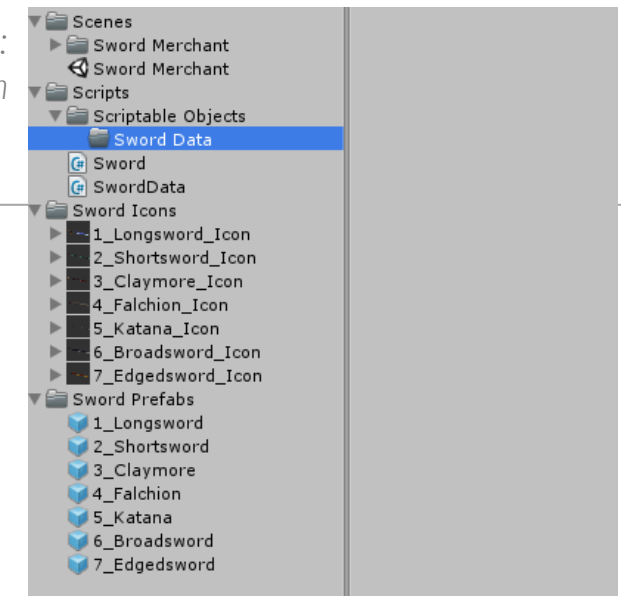 Scenes
Sword Merchant
Sword Merchant
Scripts
Scriptable Objects
Sword Data
Sword
SwordData
Sword Icons
1_Longsword_Icon
2_Shortsword_Icon
3_Claymore_Icon
4_Falchion_Icon
5_Katana_Icon
6_Broadsword_Icon
7_Edgedsword_Icon
Sword Prefabs
1_Longsword
2_Shortsword
3_Claymore
4_Falchion
5_Katana
6_Broadsword
7_Edgedsword